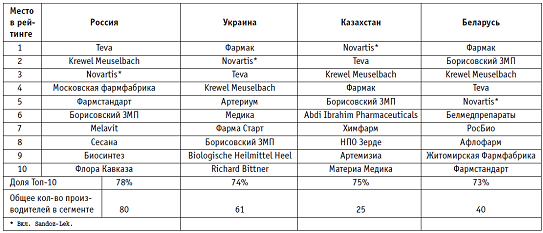 Место в рей-тинге Россия Украина Казахстан Беларусь
1 Teva Фармак Novartis* Фармак
2 Krewel Meuselbach Novartis* Teva Борисовский ЗМП
3 Novartis* Teva Krewel Meuselbach Krewel Meuselbach
4 Московская фармфабрика Krewel Meuselbach Фармак Teva
5 Фармстандарт Артериум Борисовский ЗМП Novartis*
6 Борисовский ЗМП Медика Abdi Ibrahim Pharmaceuticals Белмедпрепараты
7 Melavit Фарма Старт Химфарм РосБио
8 Сесана Борисовский ЗМП НПО Зерде Афлофарм
9 Биосинтез Biologische Heilmittel Heel Артемизиа Житомирская Фармфабрика
10 Флора Кавказа Richard Bittner Материа Медика Фармстандарт
Доля Топ-10 78% 74% 75% 73%
Общее кол-во произ-водителей в сегменте 80 61 25 40
* Вкл. Sandoz-Lek.